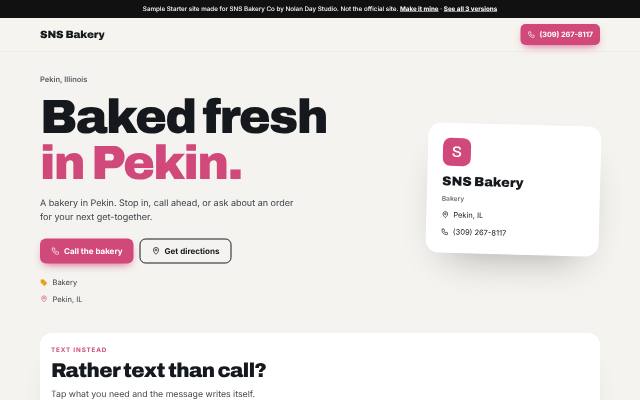 Sample Starter site made for SNS Bakery Co by Nolan Day Studio. Not the official site. Make it mine · See all 3 versions
SNS Bakery
(309) 267-8117
Pekin, Illinois
Baked fresh
in Pekin.
A bakery in Pekin. Stop in, call ahead, or ask about an order
for your next get-together.
Call the bakery
Get directions
Bakery
Pekin, IL
S
SNS Bakery
Bakery
Pekin, IL
(309) 267-8117
TEXT INSTEAD
Rather text than call?
Tap what you need and the message writes itself.